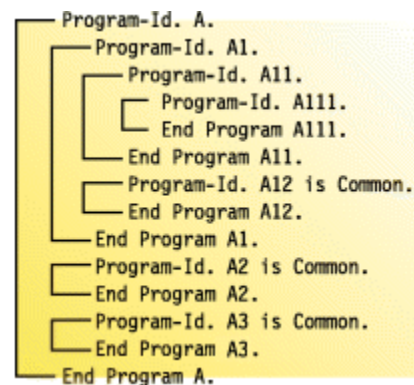 Program-Id. A.
Program-Id. A1.
Program-Id. A11.
Program-Id. A111.
End Program A111.
End Program A11.
Program-Id. A12 is Common.
End Program A12.
End Program A1.
Program-Id. A2 is Common.
End Program A2.
Program-Id. A3 is Common.
End Program A3.
End Program A.